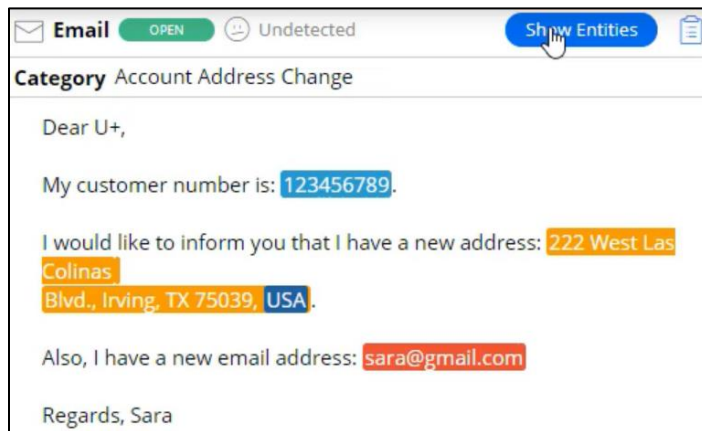 Email OPEN Undetected Show Entities
Category Account Address Change
Dear U+,
My customer number is: 123456789.
I would like to inform you that I have a new address: 222 West Las
Colinas
Blvd., Irving, TX 75039, USA.
Also, I have a new email address: sara@gmail.com
Regards, Sara